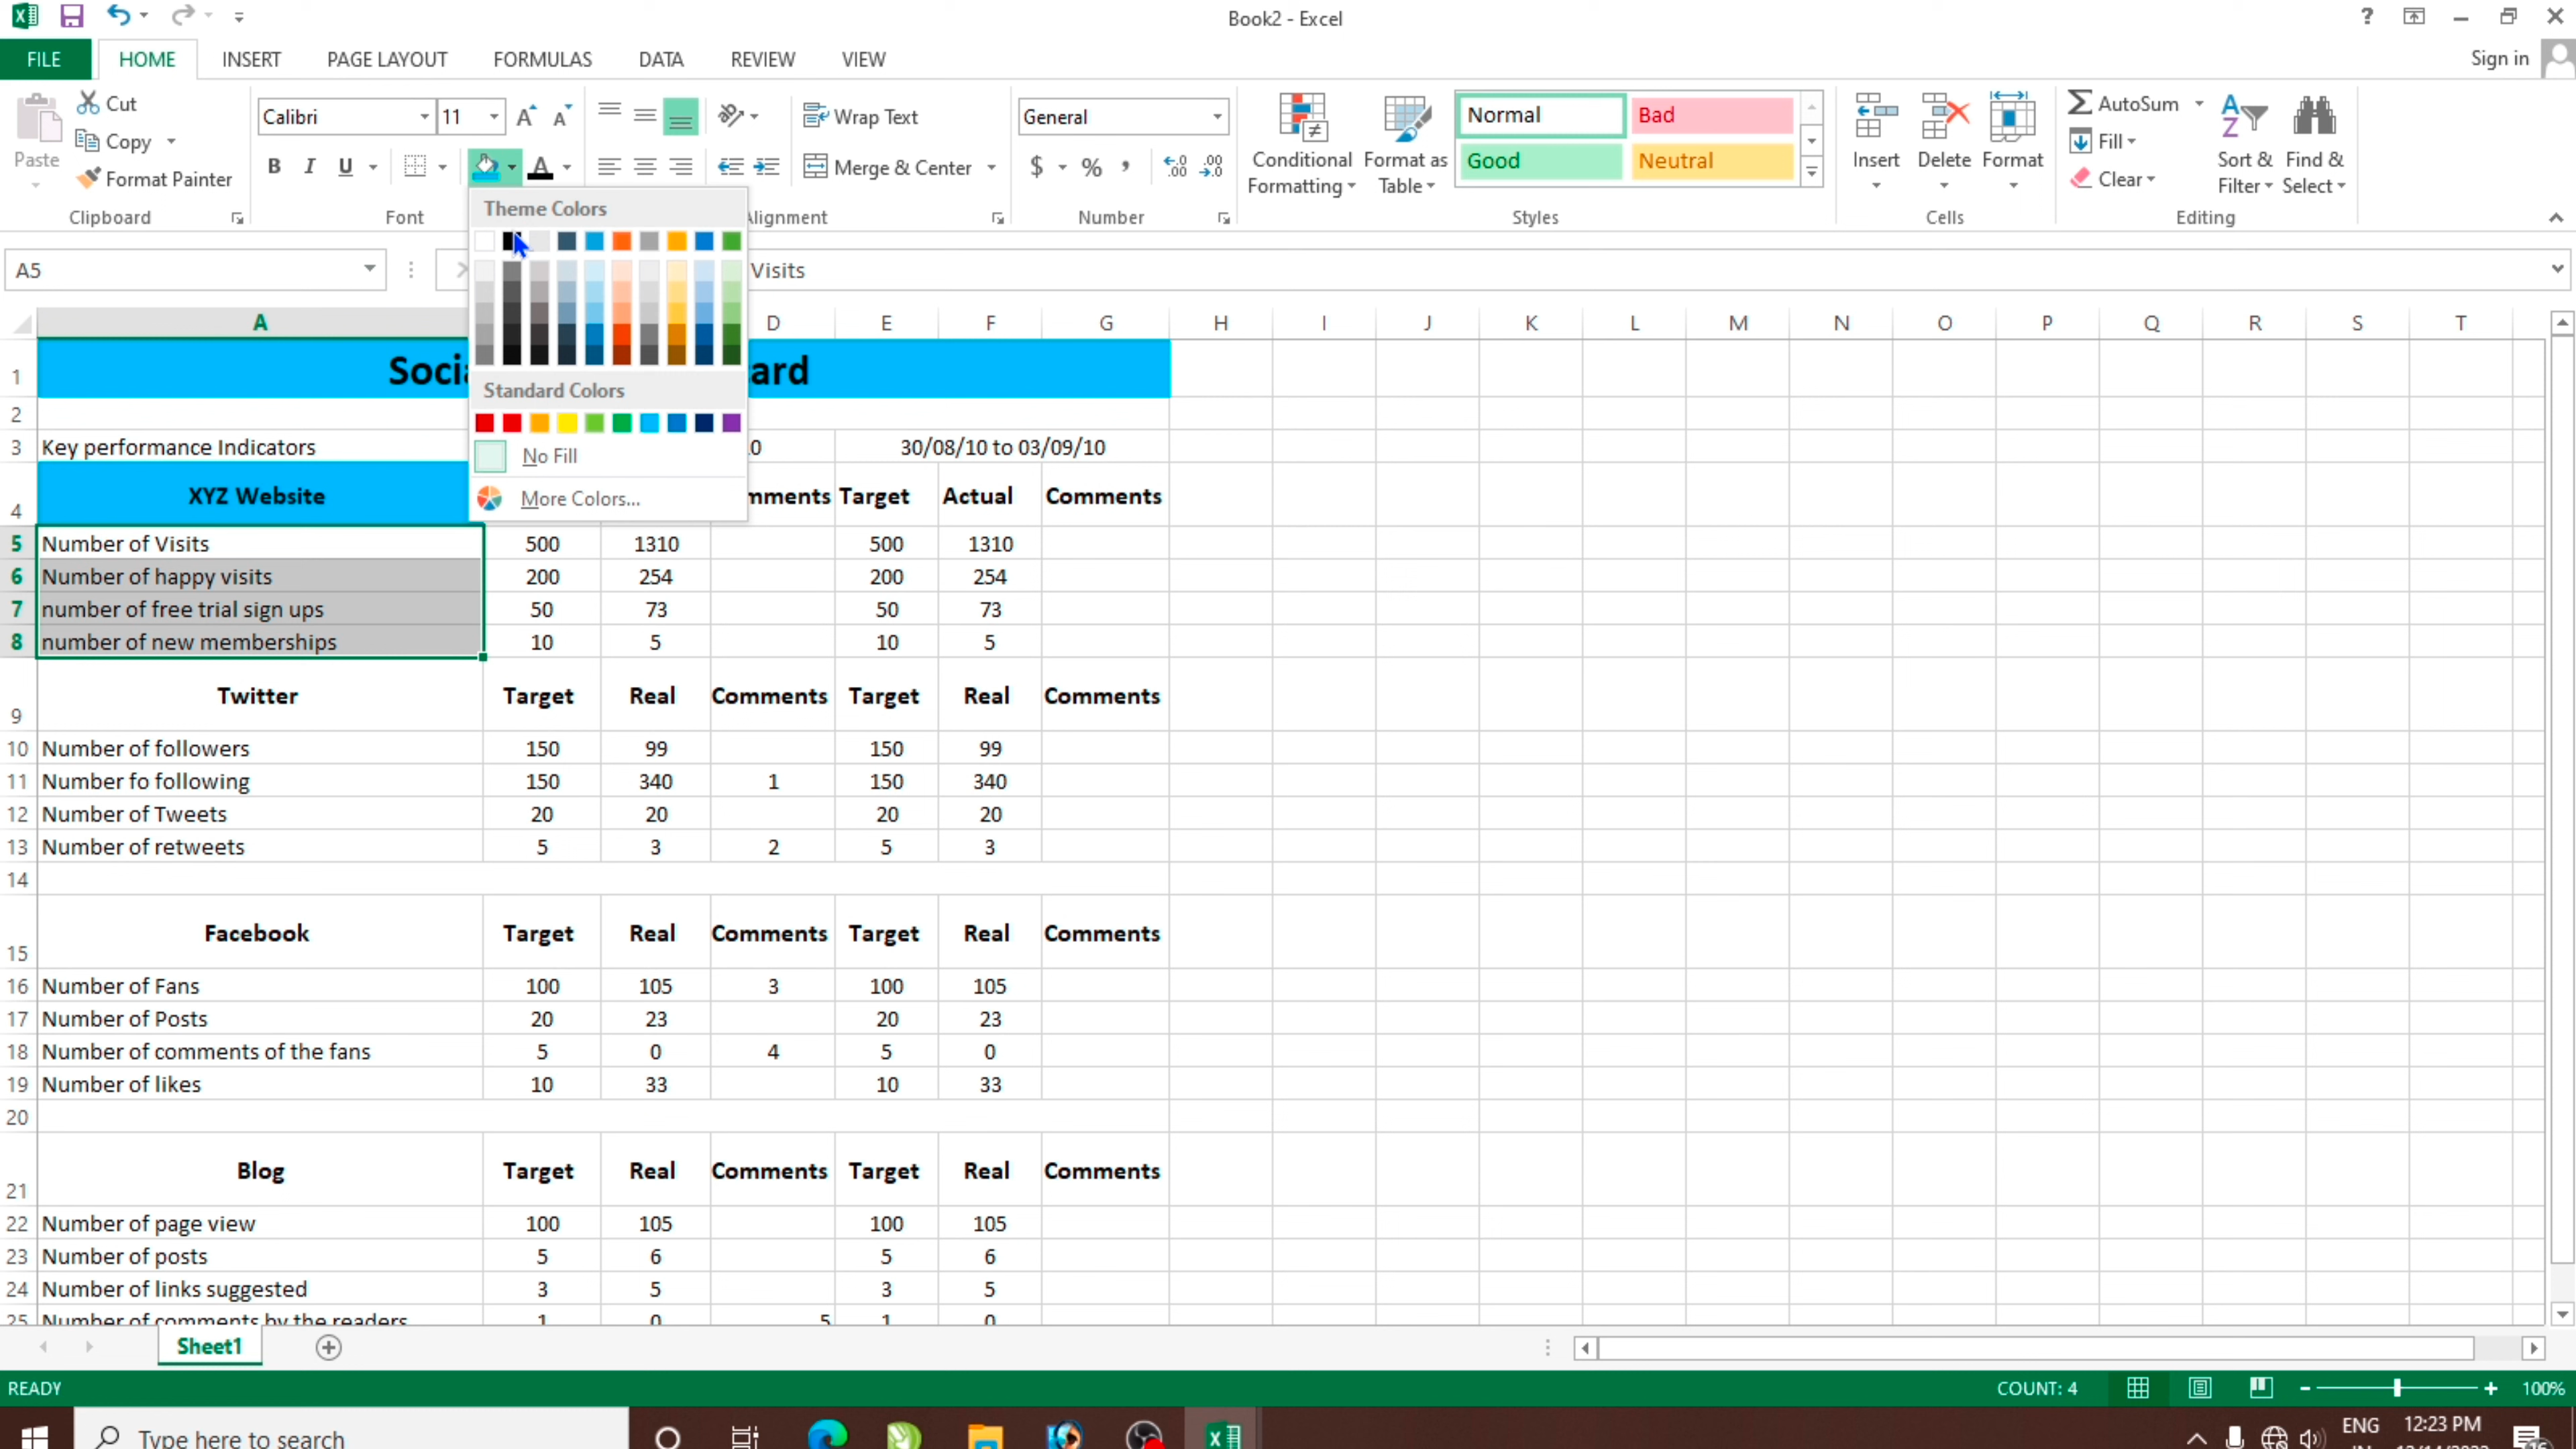 Book2 - Excel
FILE HOME INSERT PAGE LAYOUT FORMULAS DATA REVIEW VIEW Sign in
Paste Cut Copy Format Painter Clipboard
Calibri 11 B I U A Font
Wrap Text Merge & Center lignment
General $ % , Number
Conditional Formatting Format as Table Normal Bad Good Neutral Styles
Insert Delete Format Cells
AutoSum Fill Clear Sort & Filter Find & Select Editing
Theme Colors
Standard Colors
No Fill
More Colors...
A5 Visits
A D E F G H I J K L M N O P Q R S T
1 Soci ard
2
3 Key performance Indicators 0 30/08/10 to 03/09/10
4 XYZ Website mments Target Actual Comments
5 Number of Visits 500 1310 500 1310
6 Number of happy visits 200 254 200 254
7 number of free trial sign ups 50 73 50 73
8 number of new memberships 10 5 10 5
9 Twitter Target Real Comments Target Real Comments
10 Number of followers 150 99 150 99
11 Number fo following 150 340 1 150 340
12 Number of Tweets 20 20 20 20
13 Number of retweets 5 3 2 5 3
14
15 Facebook Target Real Comments Target Real Comments
16 Number of Fans 100 105 3 100 105
17 Number of Posts 20 23 20 23
18 Number of comments of the fans 5 0 4 5 0
19 Number of likes 10 33 10 33
20
21 Blog Target Real Comments Target Real Comments
22 Number of page view 100 105 100 105
23 Number of posts 5 6 5 6
24 Number of links suggested 3 5 3 5
25 Number of comments by the readers 1 0 5 1 0
Sheet1
READY COUNT: 4 100%
Type here to search ENG 12:23 PM